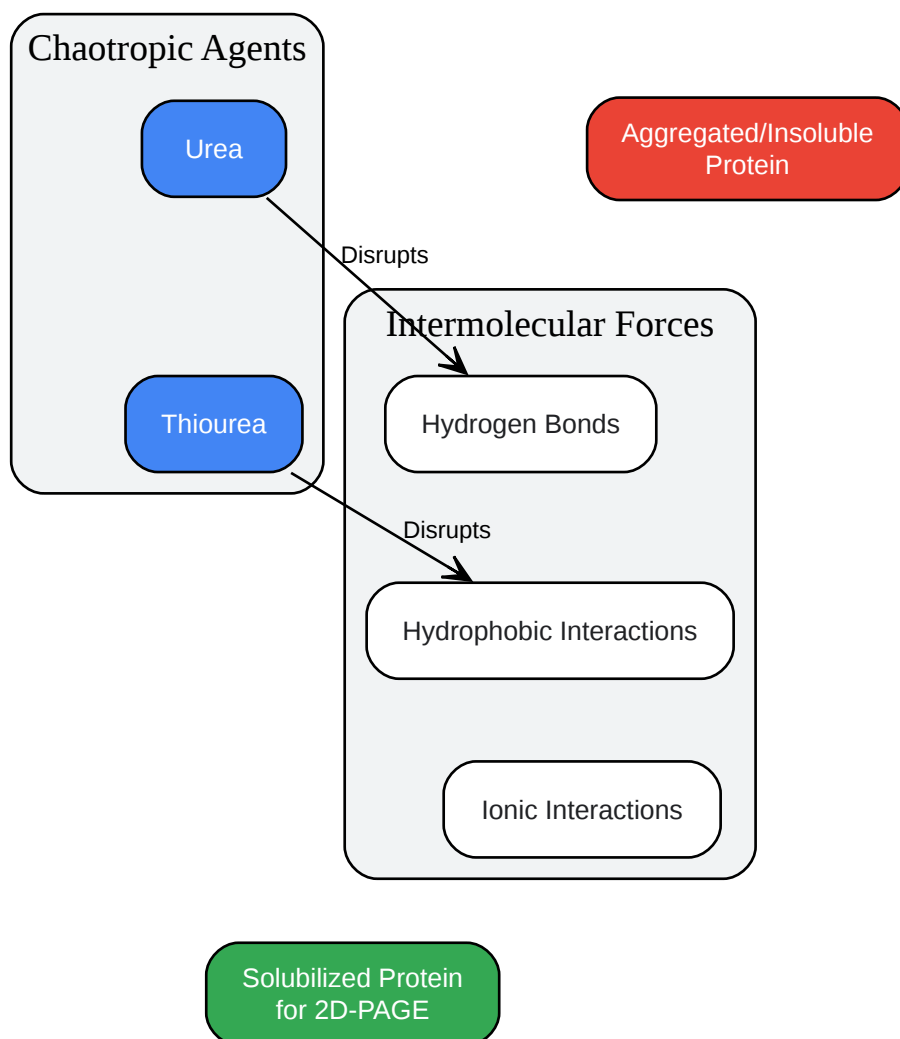 Chaotropic Agents
Urea
Aggregated/Insoluble
Protein
Disrupts
Intermolecular Forces
Thiourea
Hydrogen Bonds
Disrupts
Hydrophobic Interactions
Ionic Interactions
Solubilized Protein
for 2D-PAGE